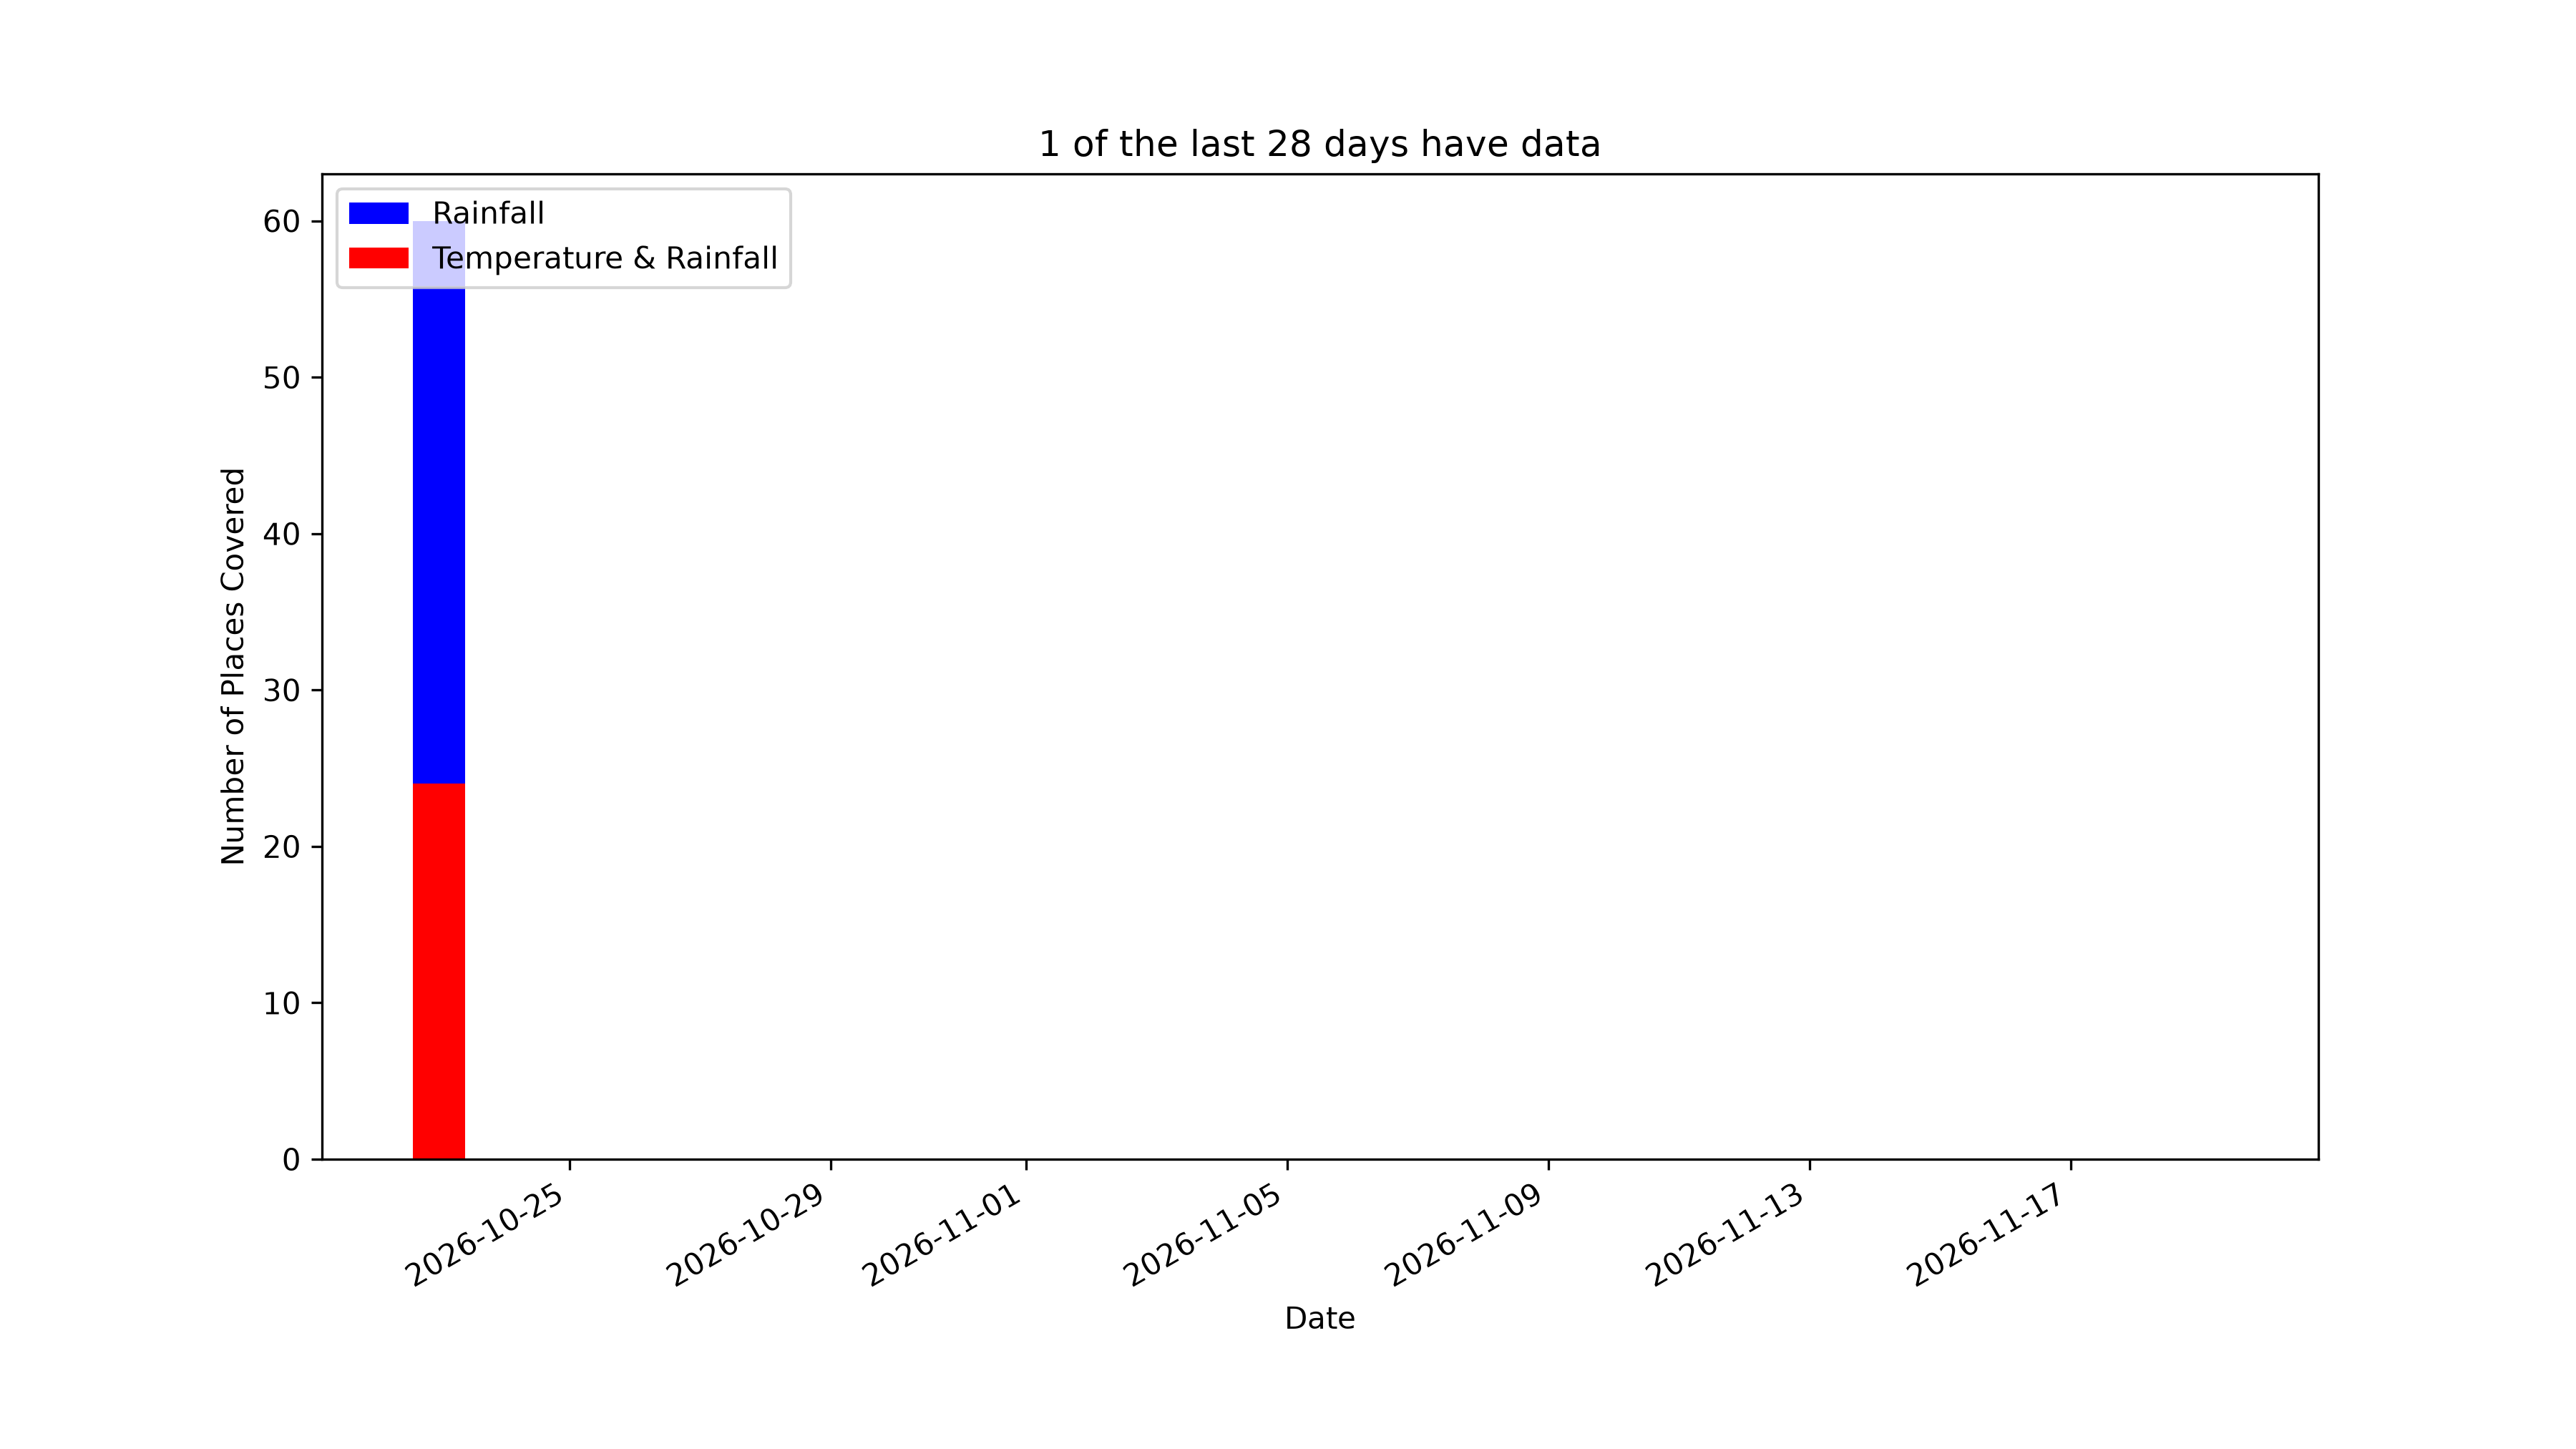 1 of the last 28 days have data
Rainfall
Temperature & Rainfall
Number of Places Covered
60
50
40
30
20
10
0
2026-10-25
2026-10-29
2026-11-01
2026-11-05
2026-11-09
2026-11-13
2026-11-17
Date